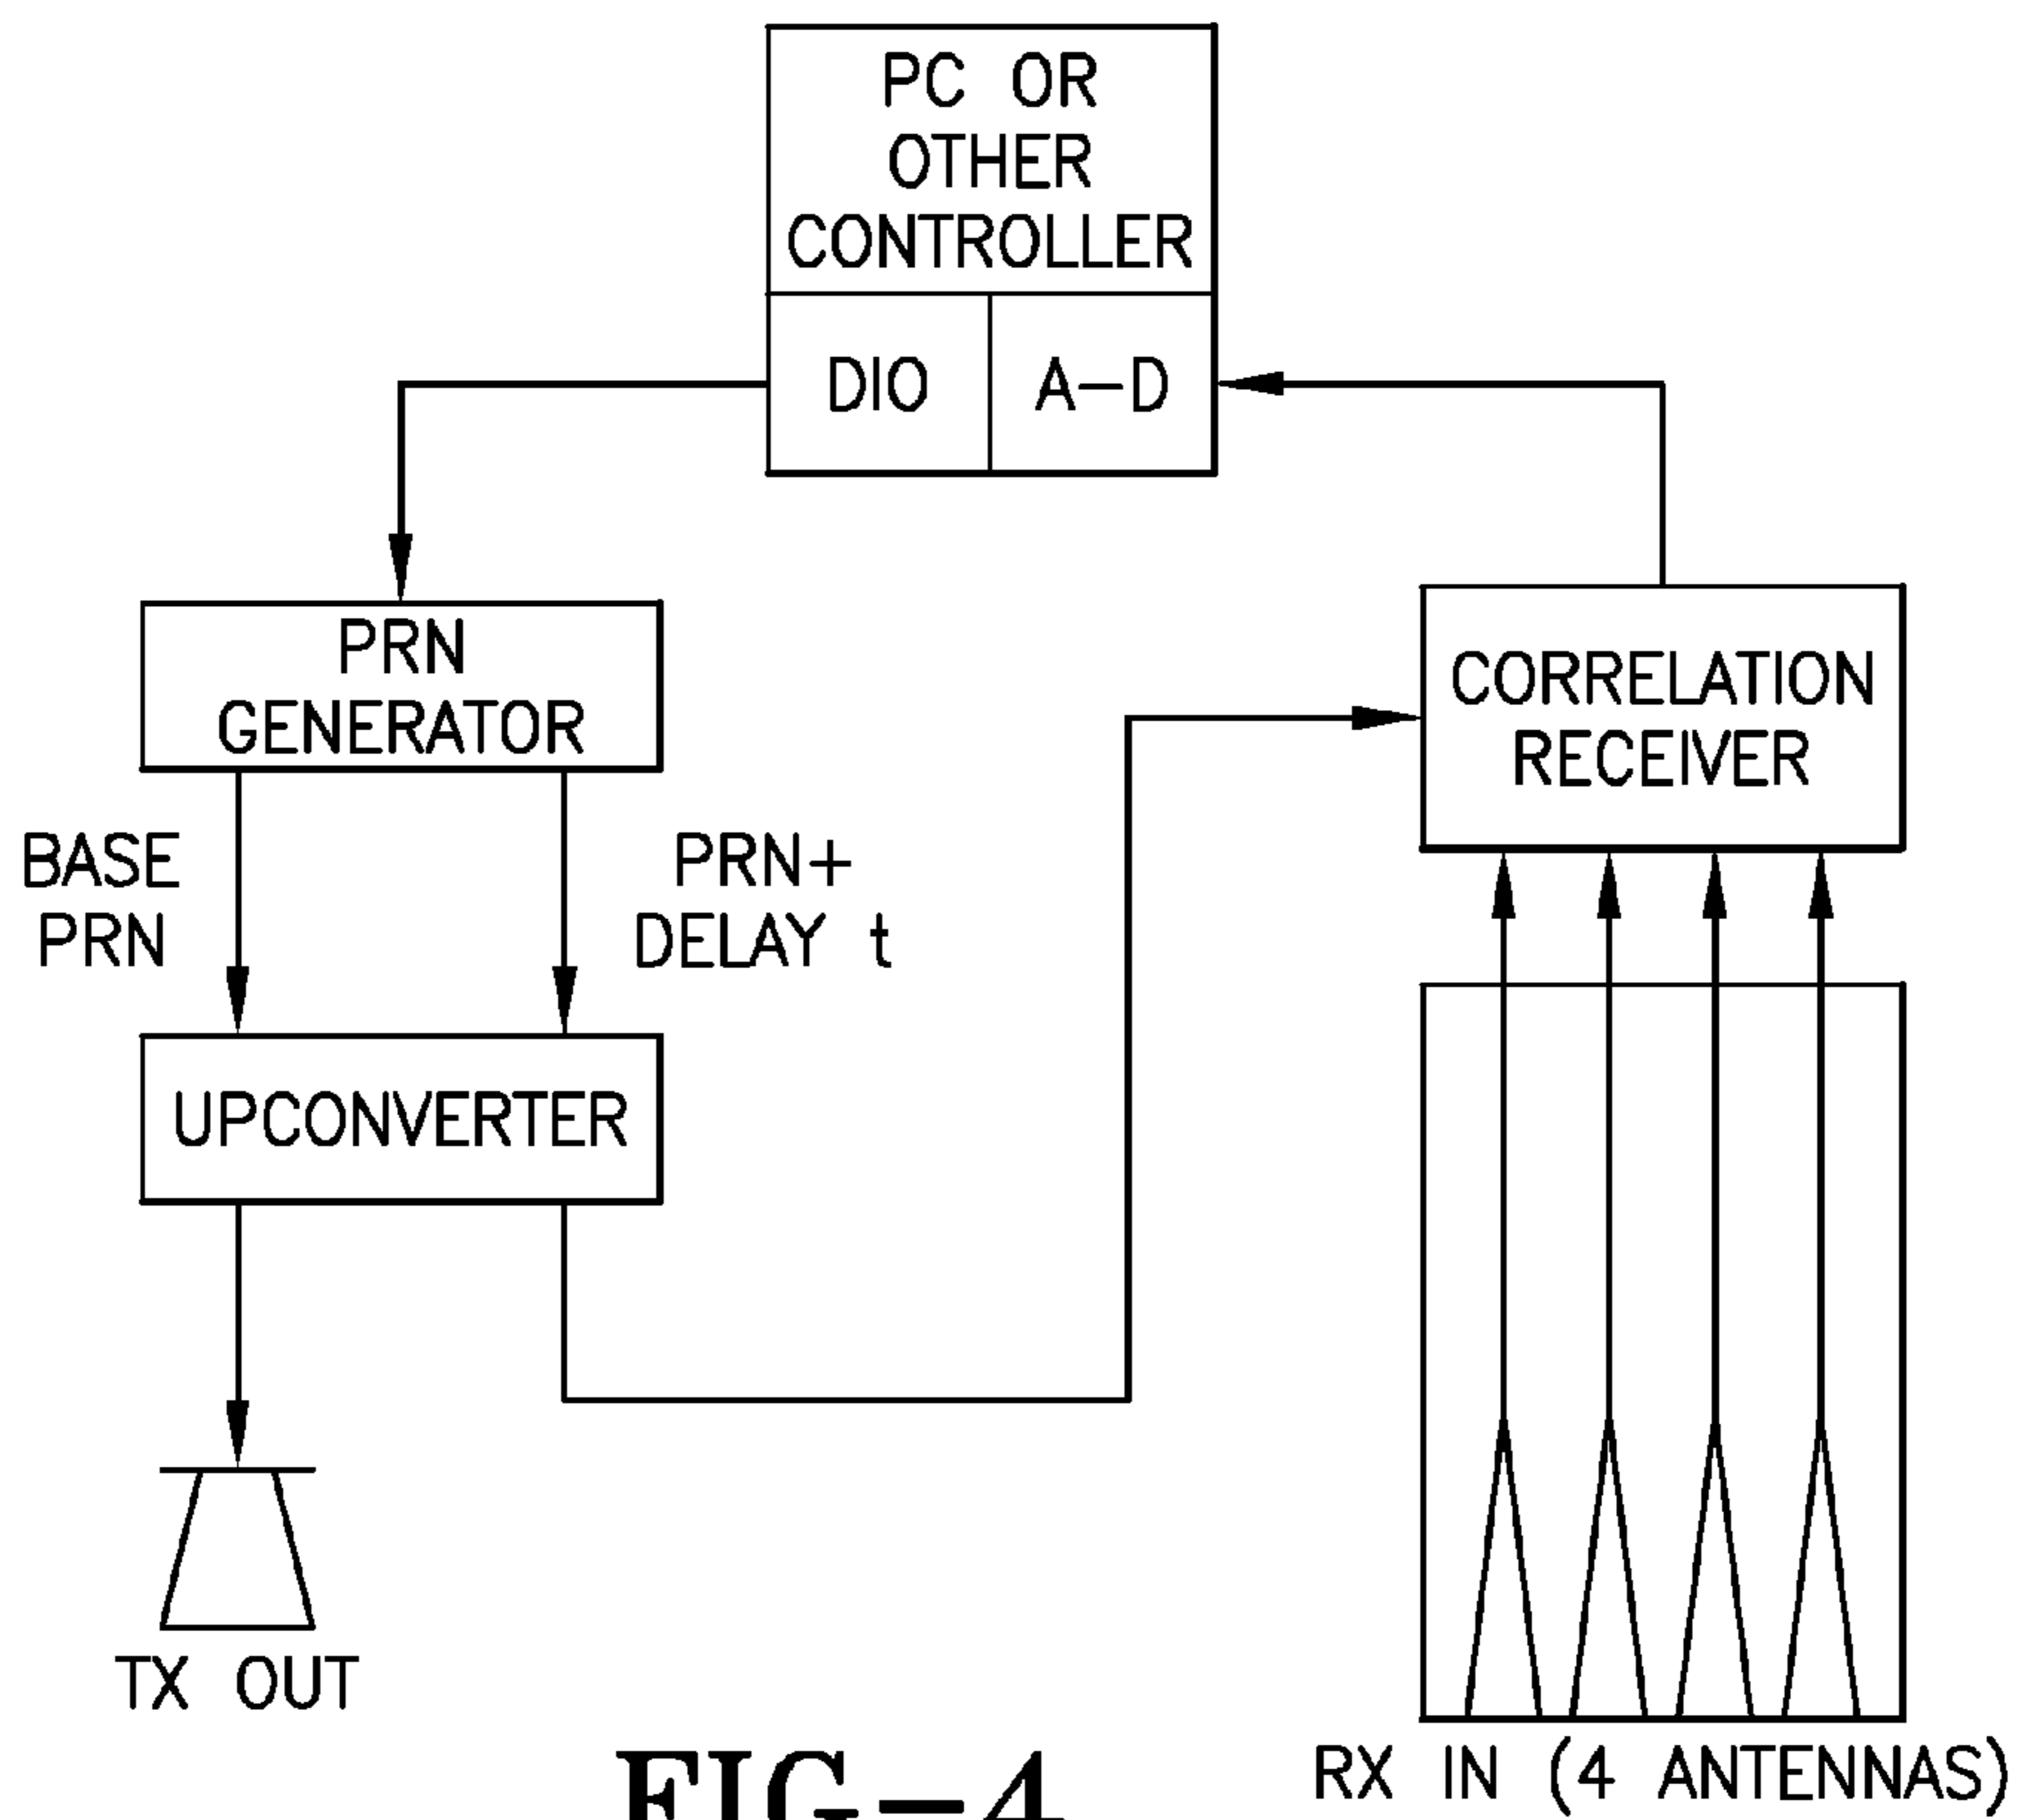 PC OR
OTHER
CONTROLLER
DIO
A-D
PRN
GENERATOR
CORRELATION
RECEIVER
BASE
PRN
PRN+
DELAY t
UPCONVERTER
TX OUT
RX IN (4 ANTENNAS)
FIG-4